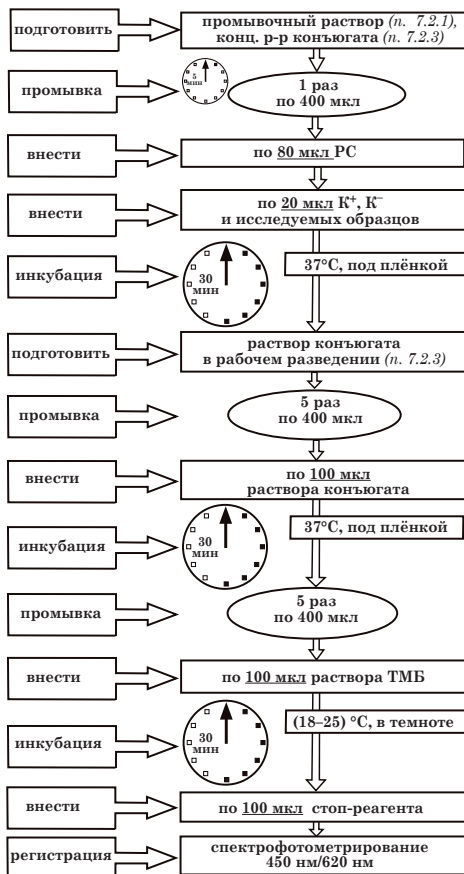 подготовить
промывочный раствор (п. 7.2.1),
конц. р-р конъюгата (п. 7.2.3)
промывка
5
мин
1 раз
по 400 мкл
внести
по 80 мкл РС
внести
по 20 мкл К⁺, К⁻
и исследуемых образцов
инкубация
30
мин
37°С, под плёнкой
подготовить
раствор конъюгата
в рабочем разведении (п. 7.2.3)
промывка
5 раз
по 400 мкл
внести
по 100 мкл
раствора конъюгата
инкубация
30
мин
37°С, под плёнкой
промывка
5 раз
по 400 мкл
внести
по 100 мкл раствора ТМБ
инкубация
30
мин
(18–25) °С, в темноте
внести
по 100 мкл стоп-реагента
регистрация
спектрофотометрирование
450 нм/620 нм